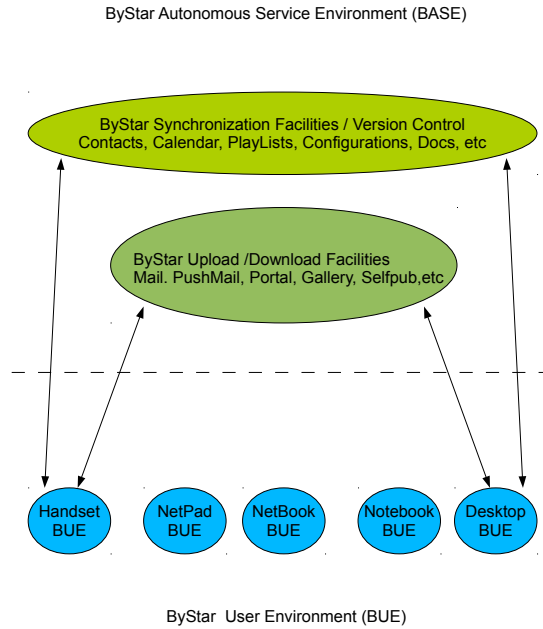 ByStar Autonomous Service Environment (BASE)
ByStar Synchronization Facilities / Version Control
Contacts, Calendar, PlayLists, Configurations, Docs, etc
ByStar Upload /Download Facilities
Mail. PushMail, Portal, Gallery, Selfpub,etc
Handset
BUE
NetPad
BUE
NetBook
BUE
Notebook
BUE
Desktop
BUE
ByStar  User Environment (BUE)